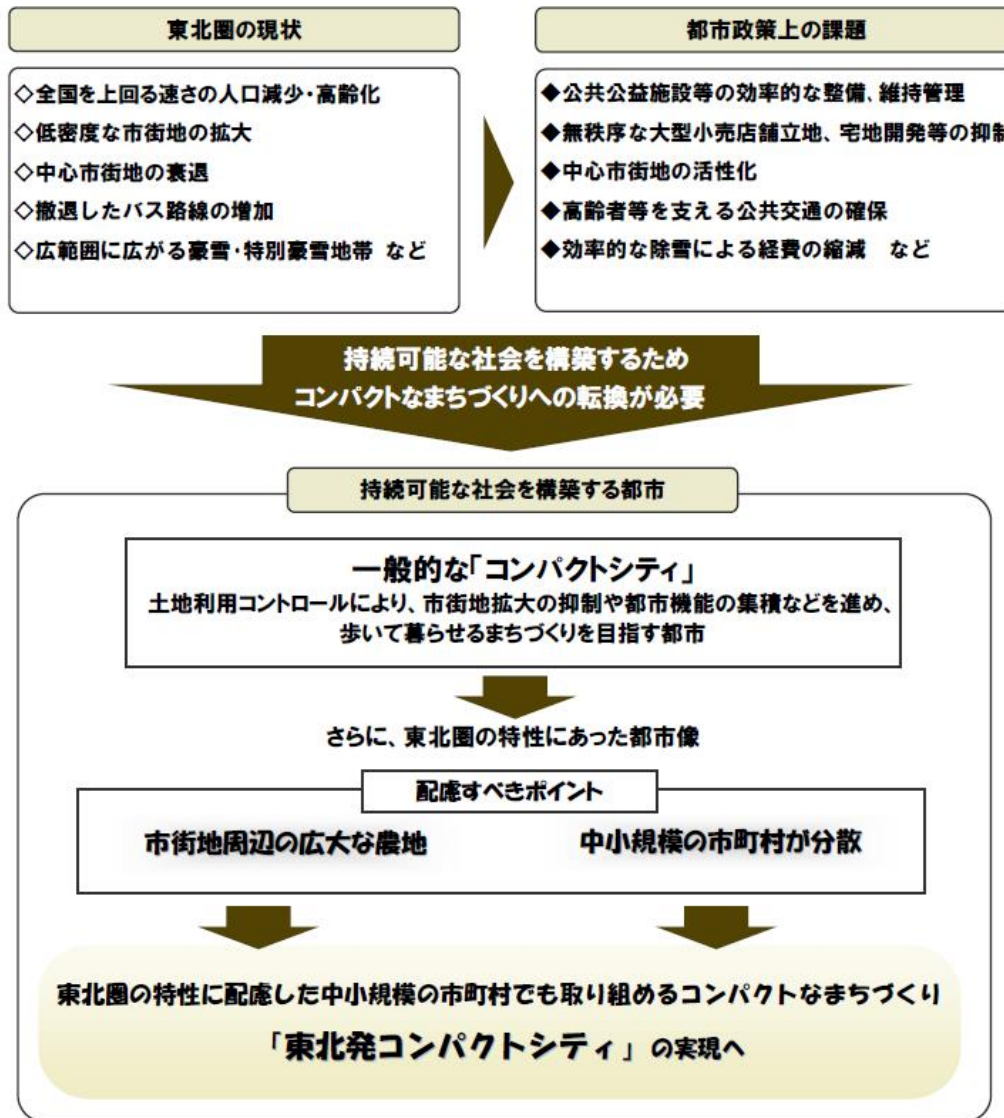 東北圏の現状
◇全国を上回る速さの人口減少・高齢化
◇低密度な市街地の拡大
◇中心市街地の衰退
◇撤退したバス路線の増加
◇広範囲に広がる豪雪・特別豪雪地帯 など
都市政策上の課題
◆公共公益施設等の効率的な整備、維持管理
◆無秩序な大型小売店舗立地、宅地開発等の抑制
◆中心市街地の活性化
◆高齢者等を支える公共交通の確保
◆効率的な除雪による経費の縮減 など
持続可能な社会を構築するため
コンパクトなまちづくりへの転換が必要
持続可能な社会を構築する都市
一般的な「コンパクトシティ」
土地利用コントロールにより、市街地拡大の抑制や都市機能の集積などを進め、
歩いて暮らせるまちづくりを目指す都市
さらに、東北圏の特性にあった都市像
配慮すべきポイント
市街地周辺の広大な農地
中小規模の市町村が分散
東北圏の特性に配慮した中小規模の市町村でも取り組めるコンパクトなまちづくり
「東北発コンパクトシティ」の実現へ